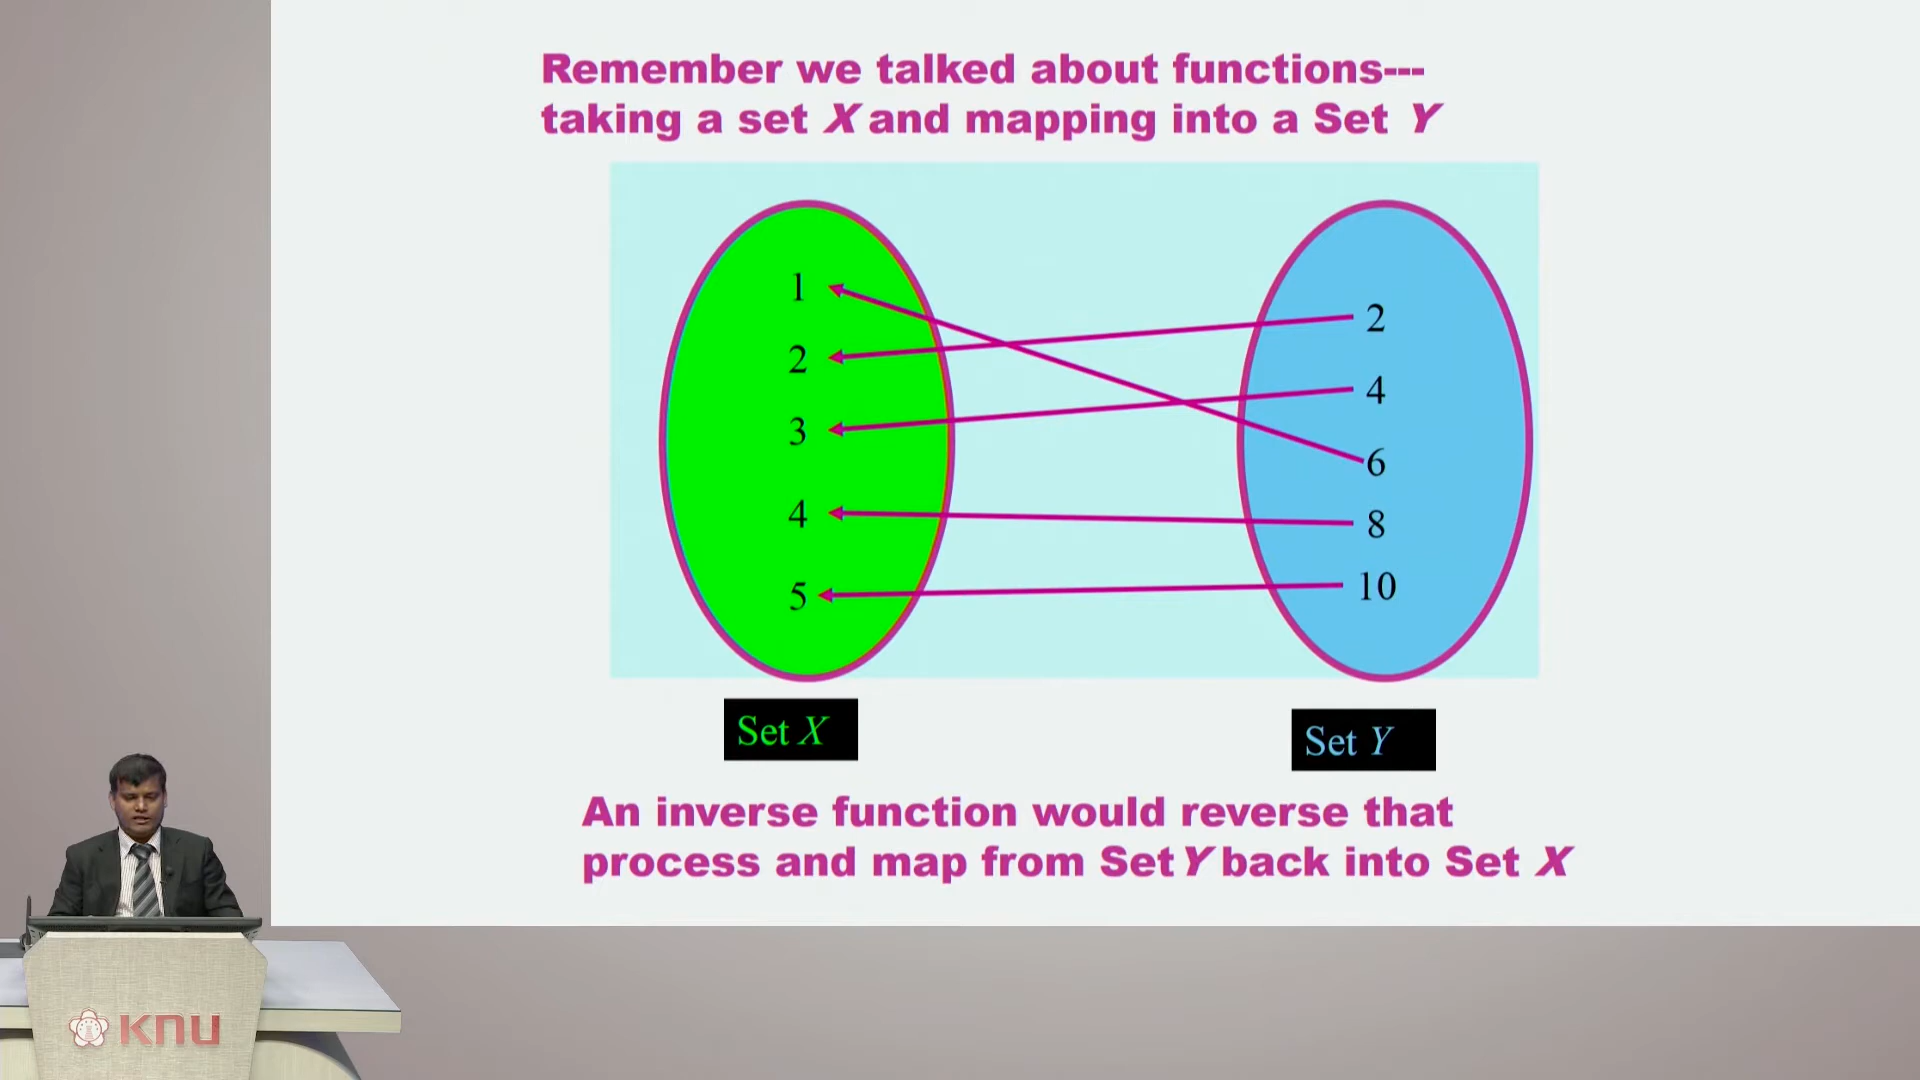 Remember we talked about functions---
taking a set X and mapping into a Set Y
1
2
3
4
5
2
4
6
8
10
Set X
Set Y
An inverse function would reverse that
process and map from Set Y back into Set X
KNU